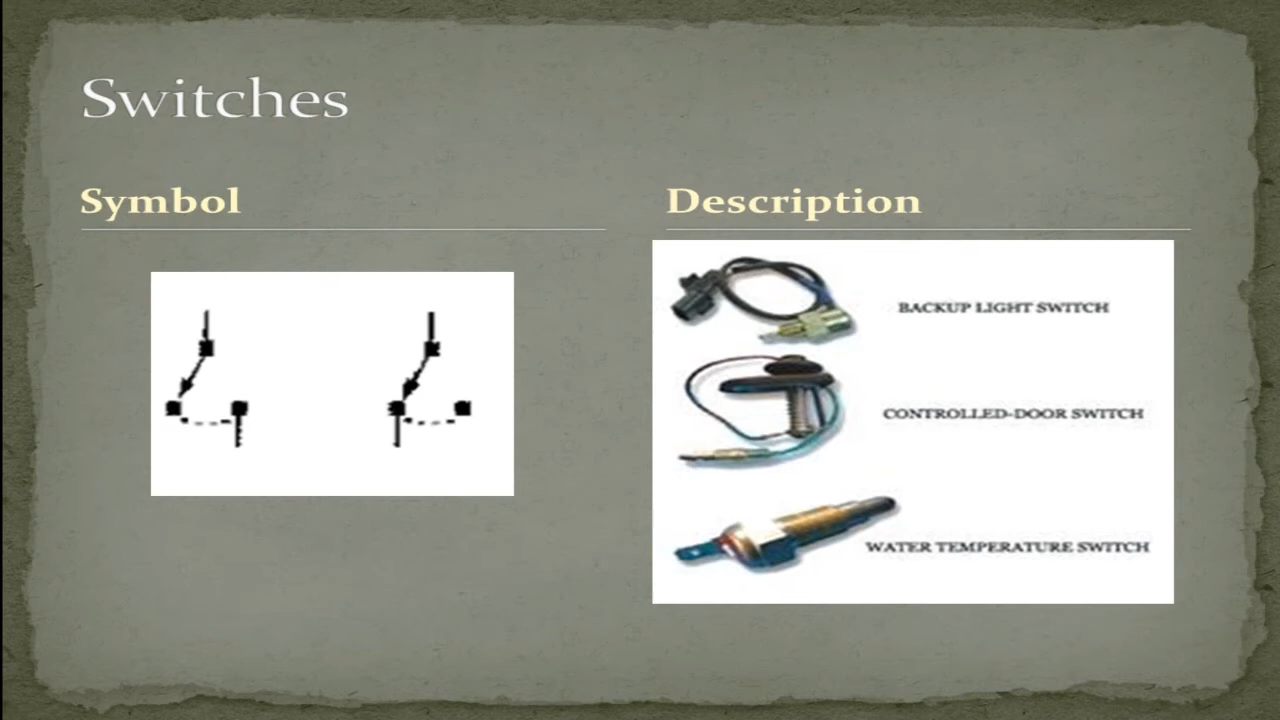 Switches
Symbol
Description
BACKUP LIGHT SWITCH
CONTROLLED-DOOR SWITCH
WATER TEMPERATURE SWITCH